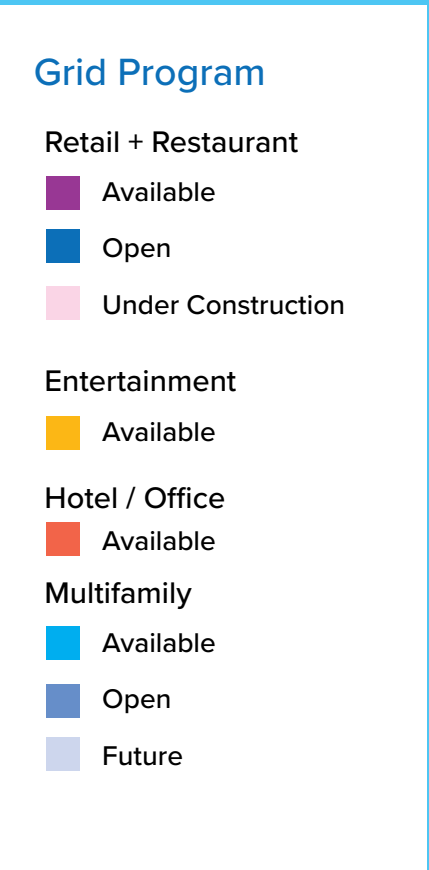 Grid Program
Retail + Restaurant
Available
Open
Under Construction
Entertainment
Available
Hotel / Office
Available
Multifamily
Available
Open
Future